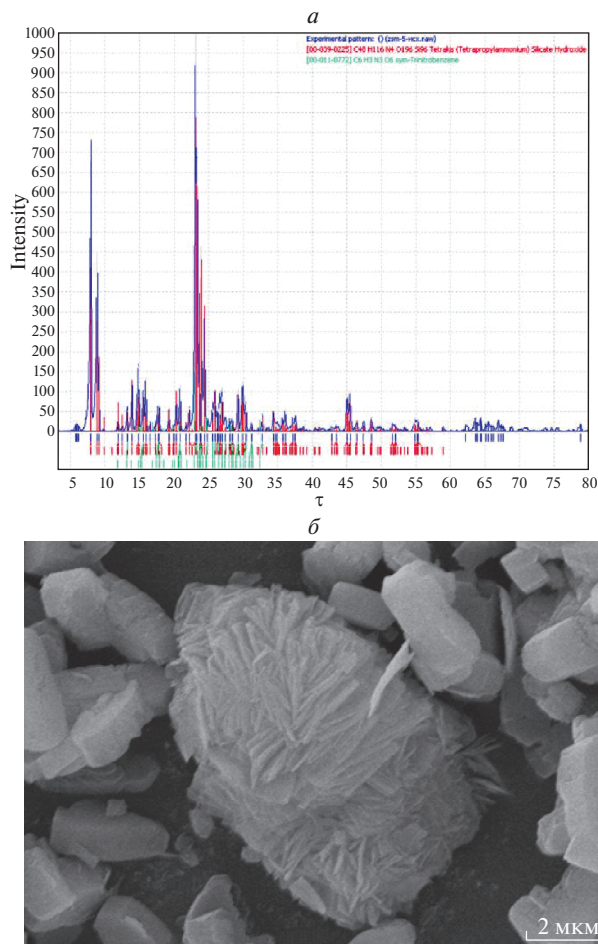 а
Experimental pattern: () (zsm-5-исх.raw)
[00-039-0225] C48 H116 N4 O196 Si96 Tetrakis (Tetrapropylammonium) Silicate Hydroxide
[00-011-0772] C6 H3 N3 O6 sym-Trinitrobenzene
1000
950
900
850
800
750
700
650
600
550
500
450
400
350
300
250
200
150
100
50
0
Intensity
5 10 15 20 25 30 35 40 45 50 55 60 65 70 75 80
τ
б
2 мкм